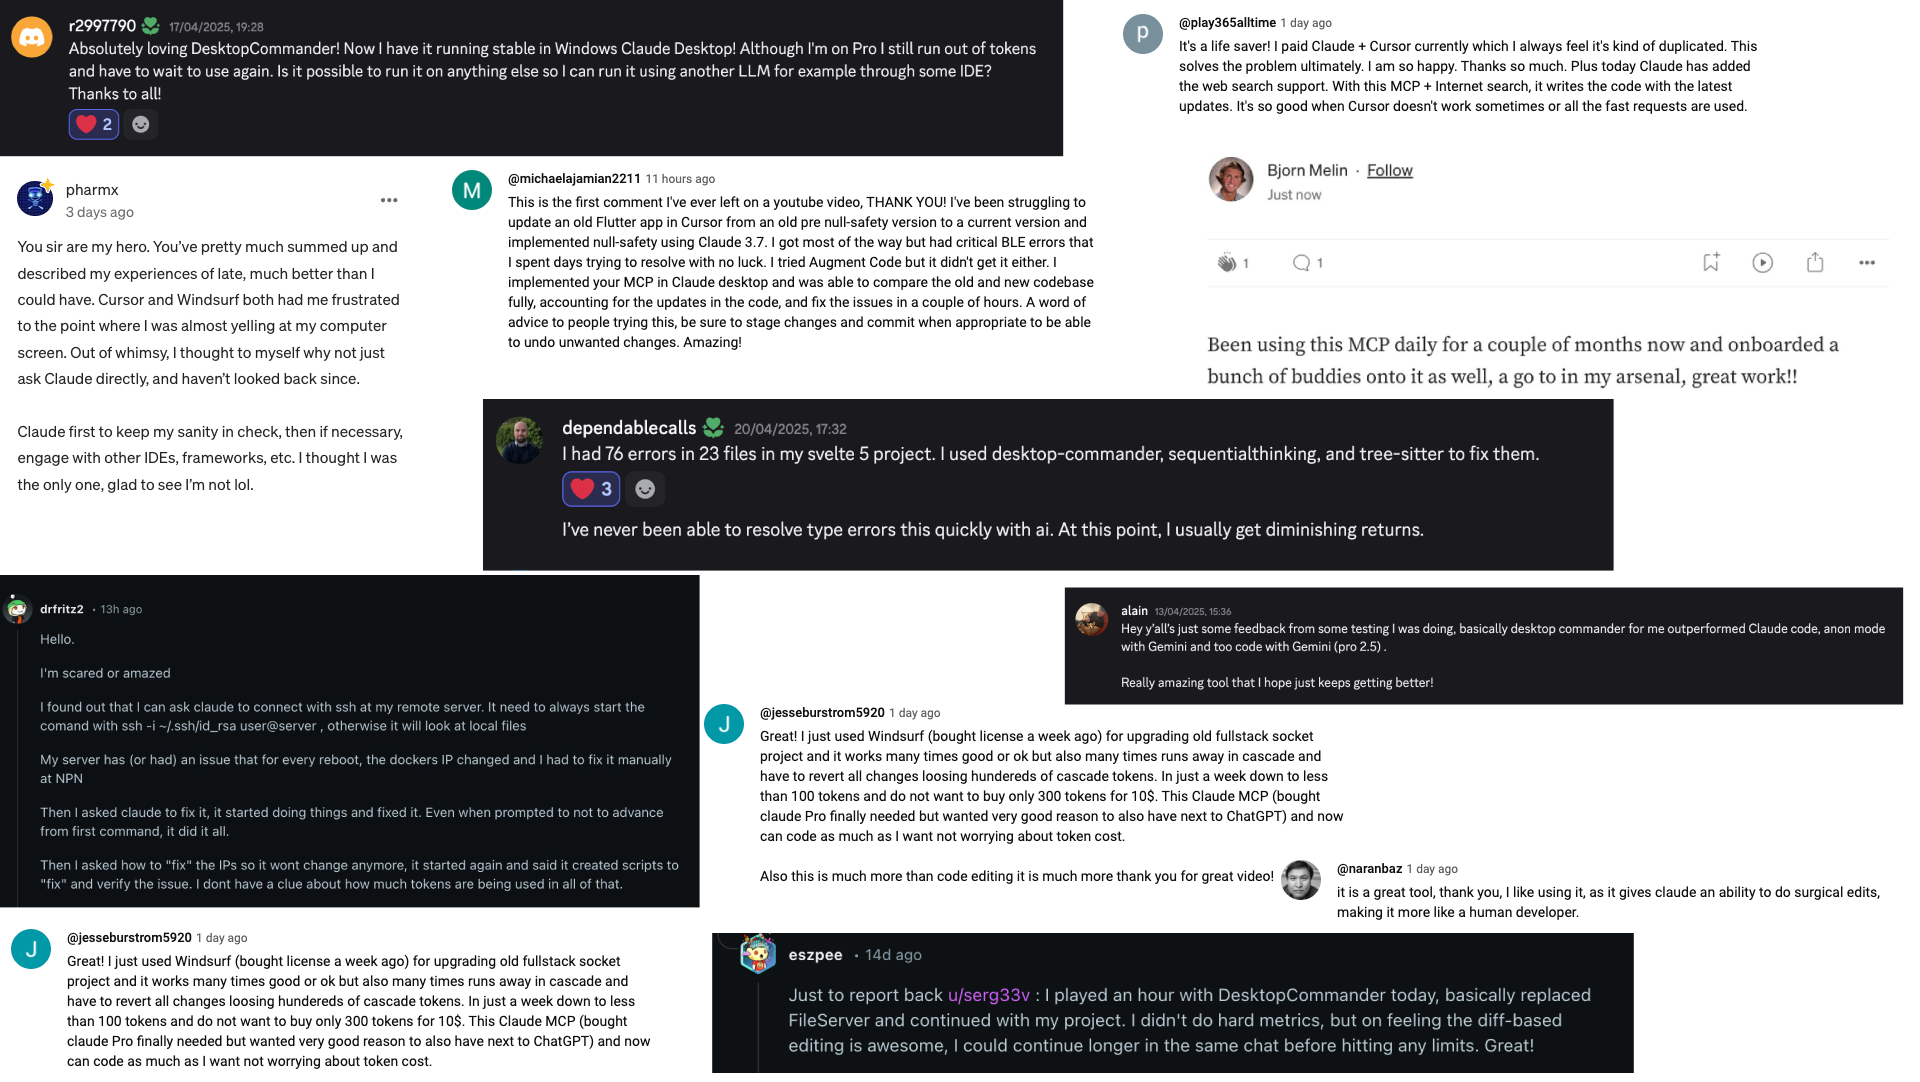 r2997790 17/04/2025, 19:28
Absolutely loving DesktopCommander! Now I have it running stable in Windows Claude Desktop! Although I'm on Pro I still run out of tokens
and have to wait to use again. Is it possible to run it on anything else so I can run it using another LLM for example through some IDE?
Thanks to all!
2
p
@play365alltime 1 day ago
It's a life saver! I paid Claude + Cursor currently which I always feel it's kind of duplicated. This
solves the problem ultimately. I am so happy. Thanks so much. Plus today Claude has added
the web search support. With this MCP + Internet search, it writes the code with the latest
updates. It's so good when Cursor doesn't work sometimes or all the fast requests are used.
pharmx
3 days ago
You sir are my hero. You’ve pretty much summed up and
described my experiences of late, much better than I
could have. Cursor and Windsurf both had me frustrated
to the point where I was almost yelling at my computer
screen. Out of whimsy, I thought to myself why not just
ask Claude directly, and haven’t looked back since.
Claude first to keep my sanity in check, then if necessary,
engage with other IDEs, frameworks, etc. I thought I was
the only one, glad to see I’m not lol.
M
@michaelajamian2211 11 hours ago
This is the first comment I've ever left on a youtube video, THANK YOU! I've been struggling to
update an old Flutter app in Cursor from an old pre null-safety version to a current version and
implemented null-safety using Claude 3.7. I got most of the way but had critical BLE errors that
I spent days trying to resolve with no luck. I tried Augment Code but it didn't get it either. I
implemented your MCP in Claude desktop and was able to compare the old and new codebase
fully, accounting for the updates in the code, and fix the issues in a couple of hours. A word of
advice to people trying this, be sure to stage changes and commit when appropriate to be able
to undo unwanted changes. Amazing!
Bjorn Melin · Follow
Just now
1 1
Been using this MCP daily for a couple of months now and onboarded a
bunch of buddies onto it as well, a go to in my arsenal, great work!!
dependablecalls 20/04/2025, 17:32
I had 76 errors in 23 files in my svelte 5 project. I used desktop-commander, sequentialthinking, and tree-sitter to fix them.
3
I’ve never been able to resolve type errors this quickly with ai. At this point, I usually get diminishing returns.
drfritz2 · 13h ago
Hello.
I'm scared or amazed
I found out that I can ask claude to connect with ssh at my remote server. It need to always start the
comand with ssh -i ~/.ssh/id_rsa user@server , otherwise it will look at local files
My server has (or had) an issue that for every reboot, the dockers IP changed and I had to fix it manually
at NPN
Then I asked claude to fix it, it started doing things and fixed it. Even when prompted to not to advance
from first command, it did it all.
Then I asked how to "fix" the IPs so it wont change anymore, it started again and said it created scripts to
"fix" and verify the issue. I dont have a clue about how much tokens are being used in all of that.
alain 13/04/2025, 15:36
Hey y’all’s just some feedback from some testing I was doing, basically desktop commander for me outperformed Claude code, anon mode
with Gemini and too code with Gemini (pro 2.5) .
Really amazing tool that I hope just keeps getting better!
J
@jesseburstrom5920 1 day ago
Great! I just used Windsurf (bought license a week ago) for upgrading old fullstack socket
project and it works many times good or ok but also many times runs away in cascade and
have to revert all changes loosing hundereds of cascade tokens. In just a week down to less
than 100 tokens and do not want to buy only 300 tokens for 10$. This Claude MCP (bought
claude Pro finally needed but wanted very good reason to also have next to ChatGPT) and now
can code as much as I want not worrying about token cost.
Also this is much more than code editing it is much more thank you for great video!
@naranbaz 1 day ago
it is a great tool, thank you, I like using it, as it gives claude an ability to do surgical edits,
making it more like a human developer.
J
@jesseburstrom5920 1 day ago
Great! I just used Windsurf (bought license a week ago) for upgrading old fullstack socket
project and it works many times good or ok but also many times runs away in cascade and
have to revert all changes loosing hundereds of cascade tokens. In just a week down to less
than 100 tokens and do not want to buy only 300 tokens for 10$. This Claude MCP (bought
claude Pro finally needed but wanted very good reason to also have next to ChatGPT) and now
can code as much as I want not worrying about token cost.
eszpee · 14d ago
Just to report back u/serg33v : I played an hour with DesktopCommander today, basically replaced
FileServer and continued with my project. I didn't do hard metrics, but on feeling the diff-based
editing is awesome, I could continue longer in the same chat before hitting any limits. Great!